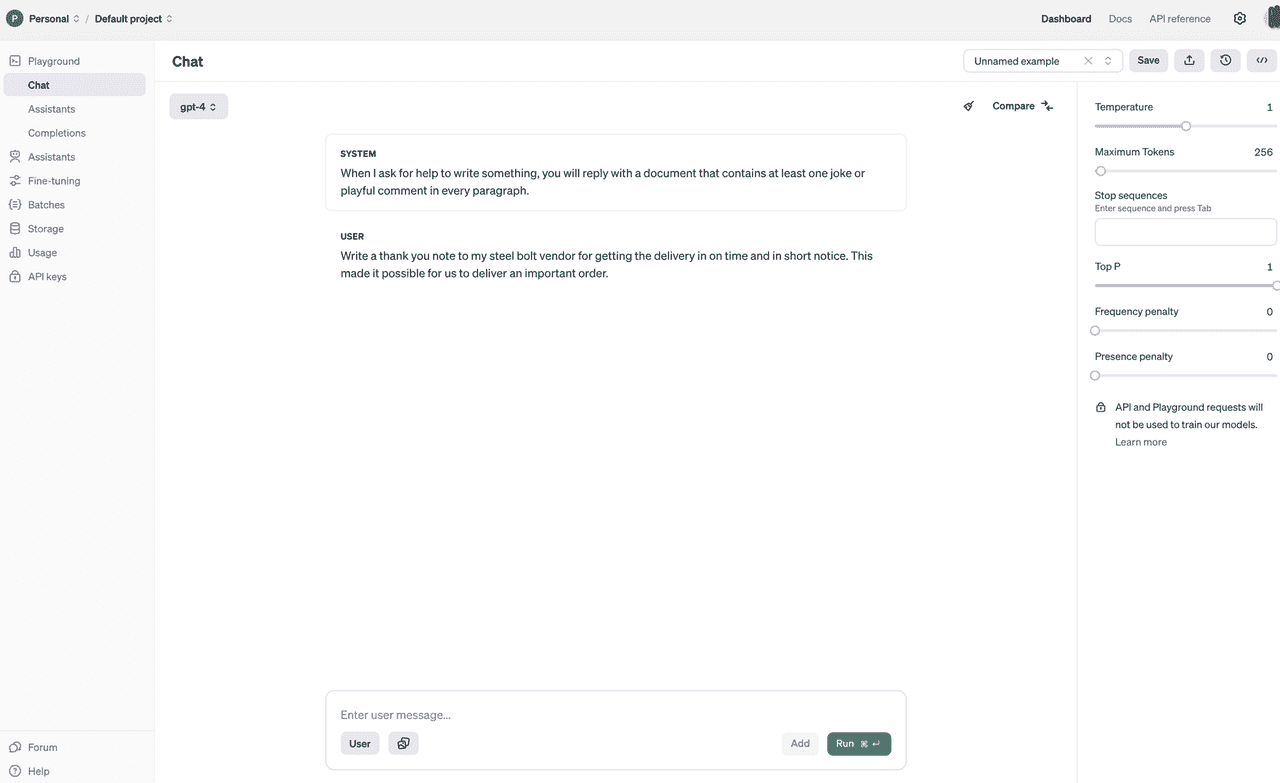 P Personal / Default project
Dashboard Docs API reference
Playground
Chat
Assistants
Completions
Assistants
Fine-tuning
Batches
Storage
Usage
API keys
Forum
Help
Chat
Unnamed example
Save
gpt-4
Compare
SYSTEM
When I ask for help to write something, you will reply with a document that contains at least one joke or
playful comment in every paragraph.
USER
Write a thank you note to my steel bolt vendor for getting the delivery in on time and in short notice. This
made it possible for us to deliver an important order.
Enter user message...
User
Add
Run ⌘ ↵
Temperature 1
Maximum Tokens 256
Stop sequences
Enter sequence and press Tab
Top P 1
Frequency penalty 0
Presence penalty 0
API and Playground requests will
not be used to train our models.
Learn more